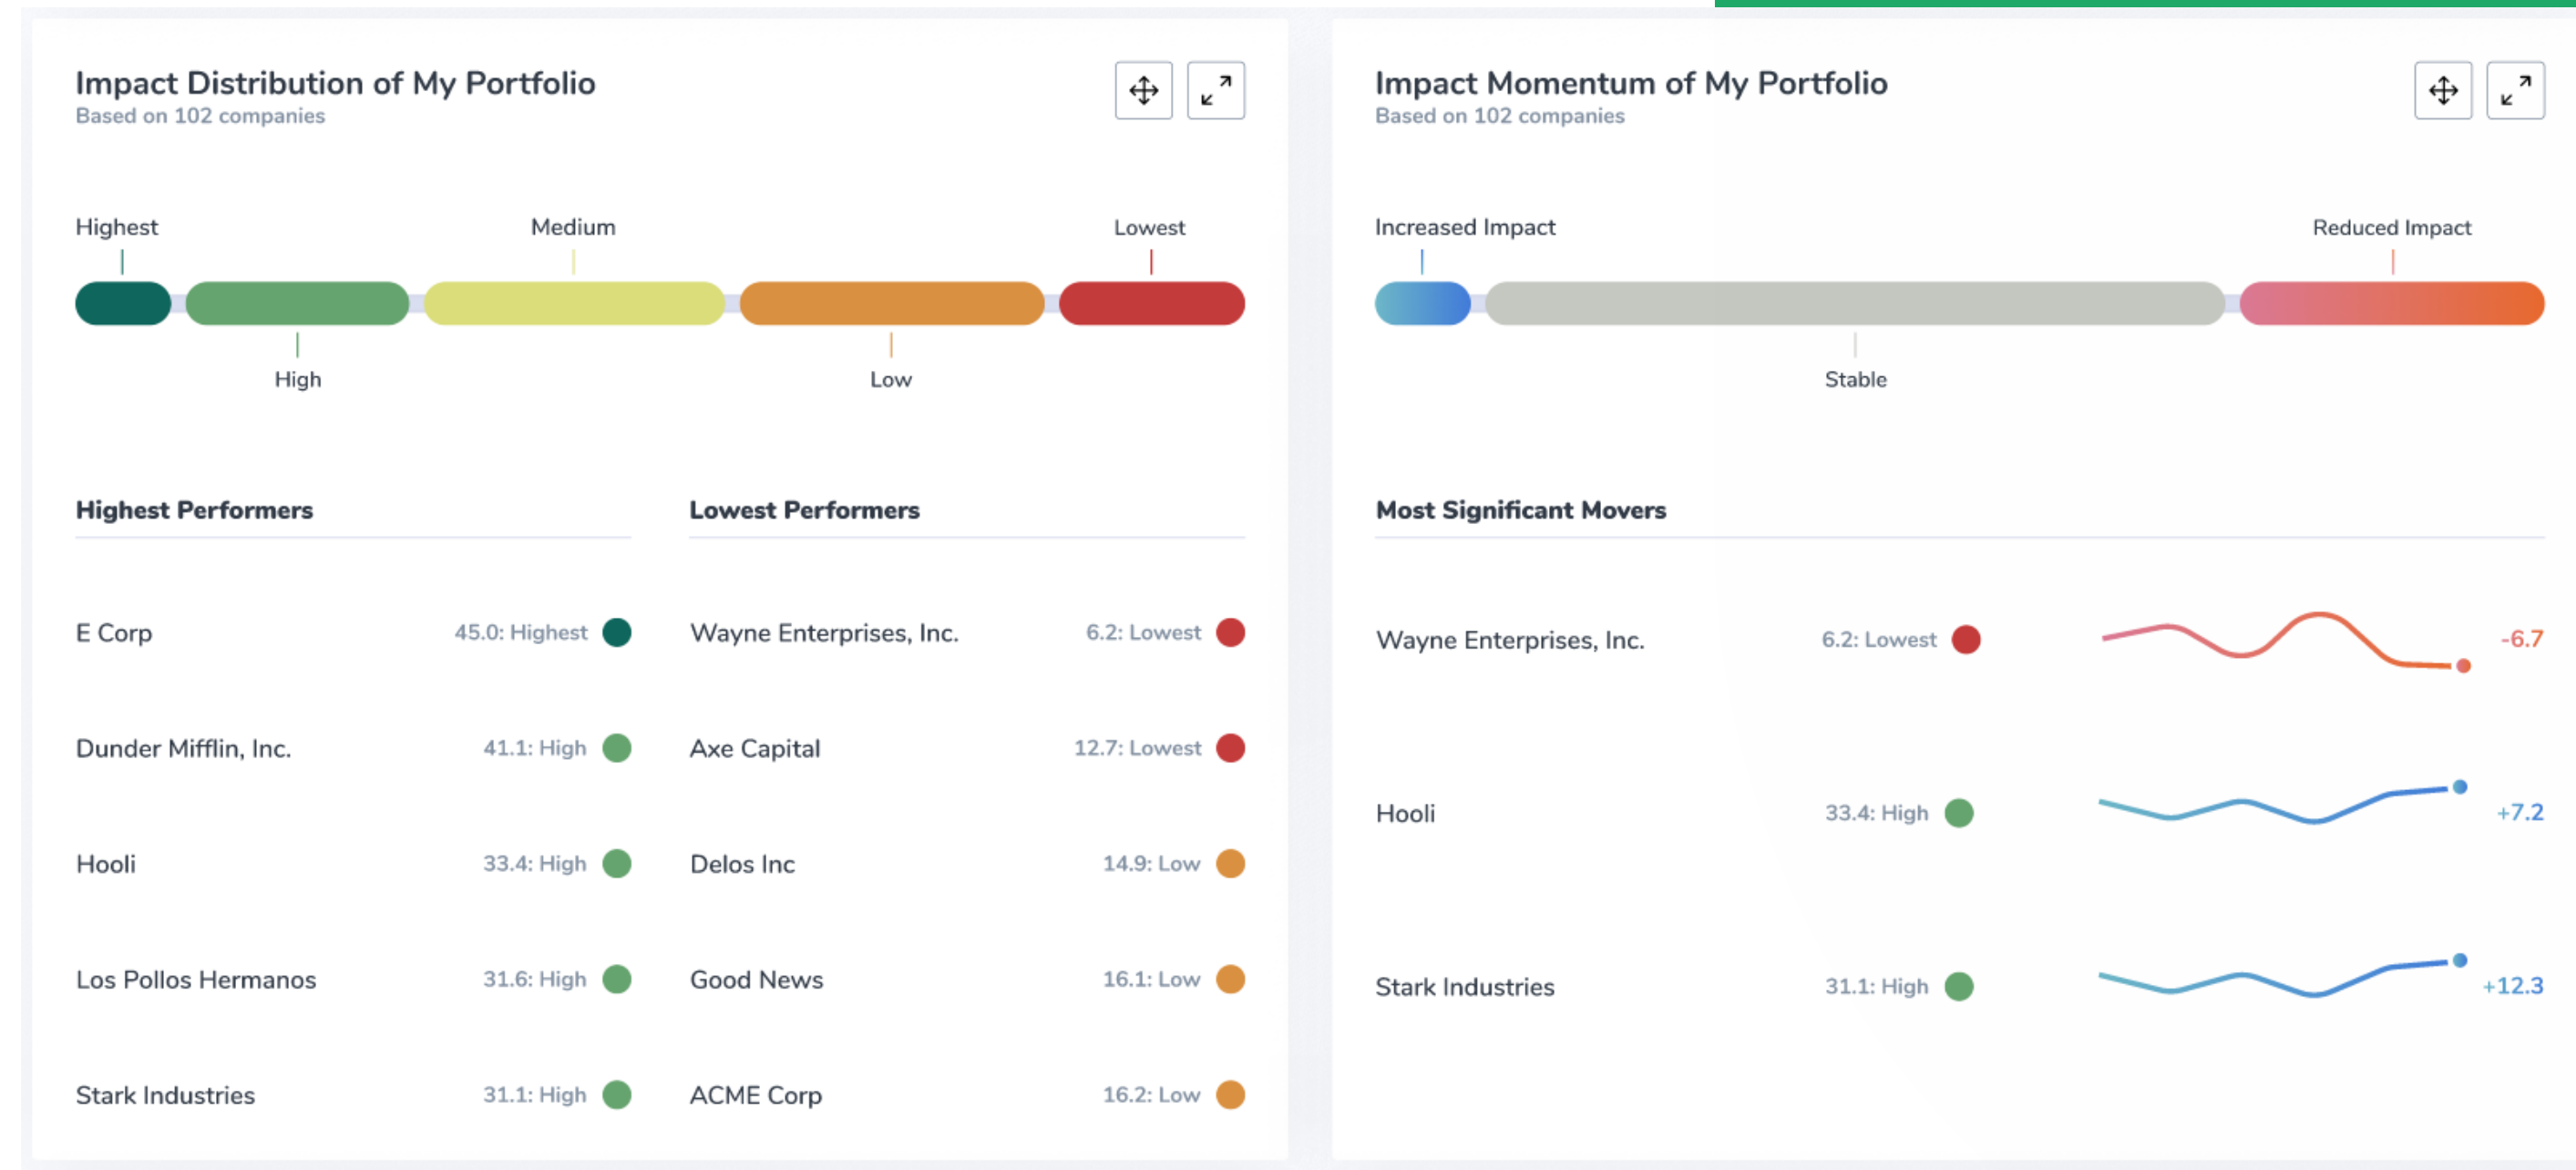 Impact Distribution of My Portfolio
Based on 102 companies
Highest
Medium
Lowest
High
Low
Highest Performers
E Corp 45.0: Highest
Dunder Mifflin, Inc. 41.1: High
Hooli 33.4: High
Los Pollos Hermanos 31.6: High
Stark Industries 31.1: High
Lowest Performers
Wayne Enterprises, Inc. 6.2: Lowest
Axe Capital 12.7: Lowest
Delos Inc 14.9: Low
Good News 16.1: Low
ACME Corp 16.2: Low
Impact Momentum of My Portfolio
Based on 102 companies
Increased Impact
Reduced Impact
Stable
Most Significant Movers
Wayne Enterprises, Inc. 6.2: Lowest -6.7
Hooli 33.4: High +7.2
Stark Industries 31.1: High +12.3